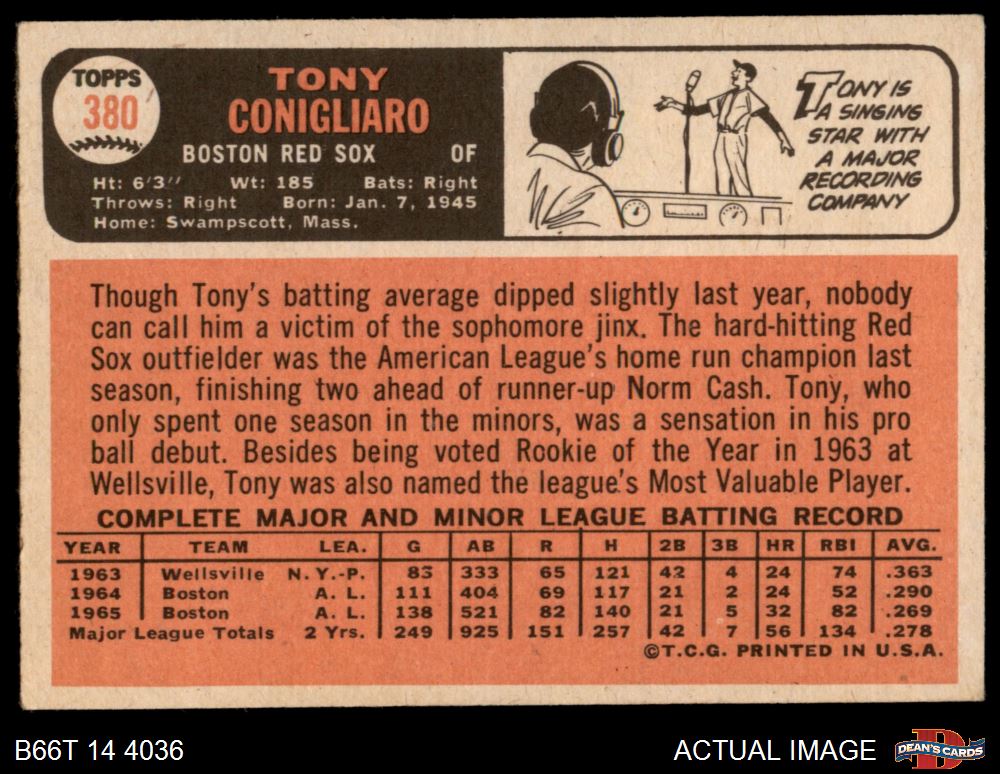 TOPPS
380
TONY
CONIGLIARO
BOSTON RED SOX OF
Ht: 6'3" Wt: 185 Bats: Right
Throws: Right Born: Jan. 7, 1945
Home: Swampscott, Mass.
TONY IS
A SINGING
STAR WITH
A MAJOR
RECORDING
COMPANY
Though Tony's batting average dipped slightly last year, nobody
can call him a victim of the sophomore jinx. The hard-hitting Red
Sox outfielder was the American League's home run champion last
season, finishing two ahead of runner-up Norm Cash. Tony, who
only spent one season in the minors, was a sensation in his pro
ball debut. Besides being voted Rookie of the Year in 1963 at
Wellsville, Tony was also named the league's Most Valuable Player.
COMPLETE MAJOR AND MINOR LEAGUE BATTING RECORD
YEAR TEAM LEA. G AB R H 2B 3B HR RBI AVG.
1963 Wellsville N.Y.-P. 83 333 65 121 42 4 24 74 .363
1964 Boston A. L. 111 404 69 117 21 2 24 52 .290
1965 Boston A. L. 138 521 82 140 21 5 32 82 .269
Major League Totals 2 Yrs. 249 925 151 257 42 7 56 134 .278
©T.C.G. PRINTED IN U.S.A.
B66T 14 4036
ACTUAL IMAGE
D
DEAN'S CARDS